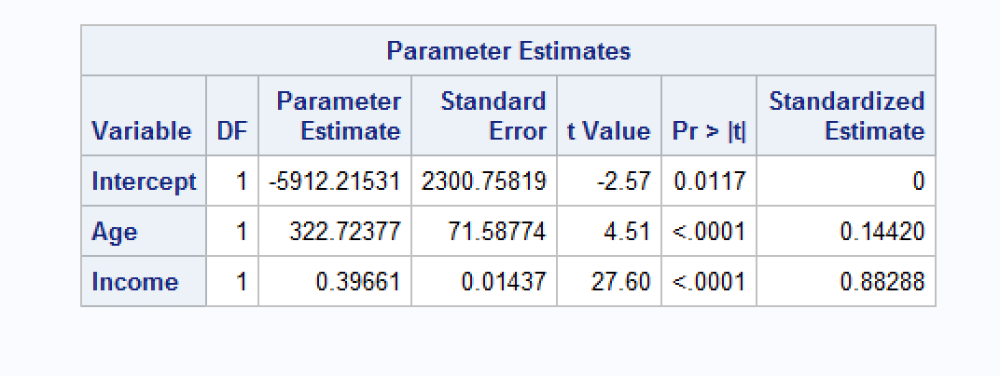 Parameter Estimates
Variable DF Parameter Estimate Standard Error t Value Pr > |t| Standardized Estimate
Intercept 1 -5912.21531 2300.75819 -2.57 0.0117 0
Age 1 322.72377 71.58774 4.51 <.0001 0.14420
Income 1 0.39661 0.01437 27.60 <.0001 0.88288